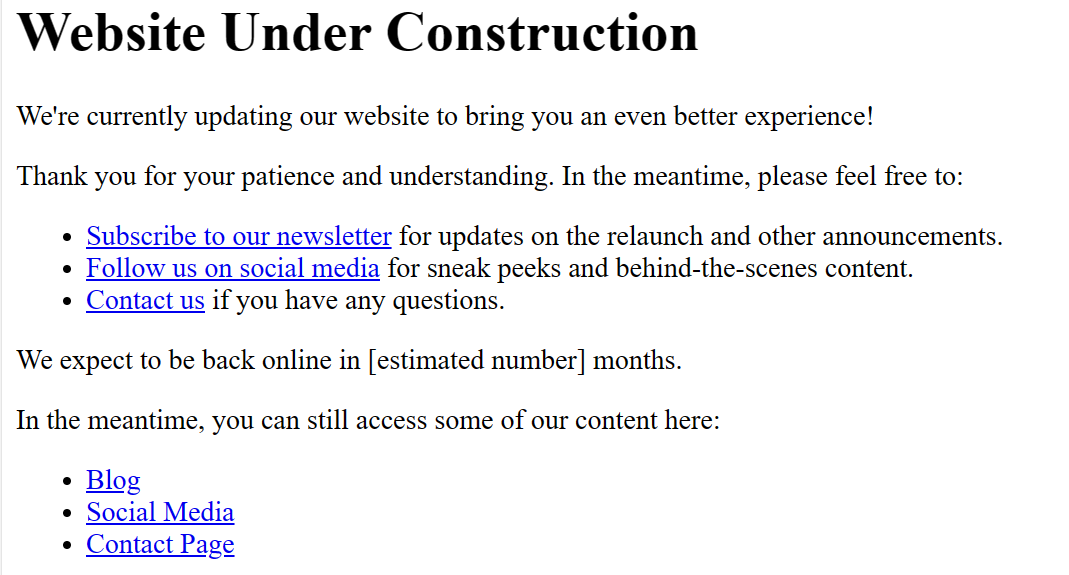 Website Under Construction
We're currently updating our website to bring you an even better experience!
Thank you for your patience and understanding. In the meantime, please feel free to:
• Subscribe to our newsletter for updates on the relaunch and other announcements.
• Follow us on social media for sneak peeks and behind-the-scenes content.
• Contact us if you have any questions.
We expect to be back online in [estimated number] months.
In the meantime, you can still access some of our content here:
• Blog
• Social Media
• Contact Page